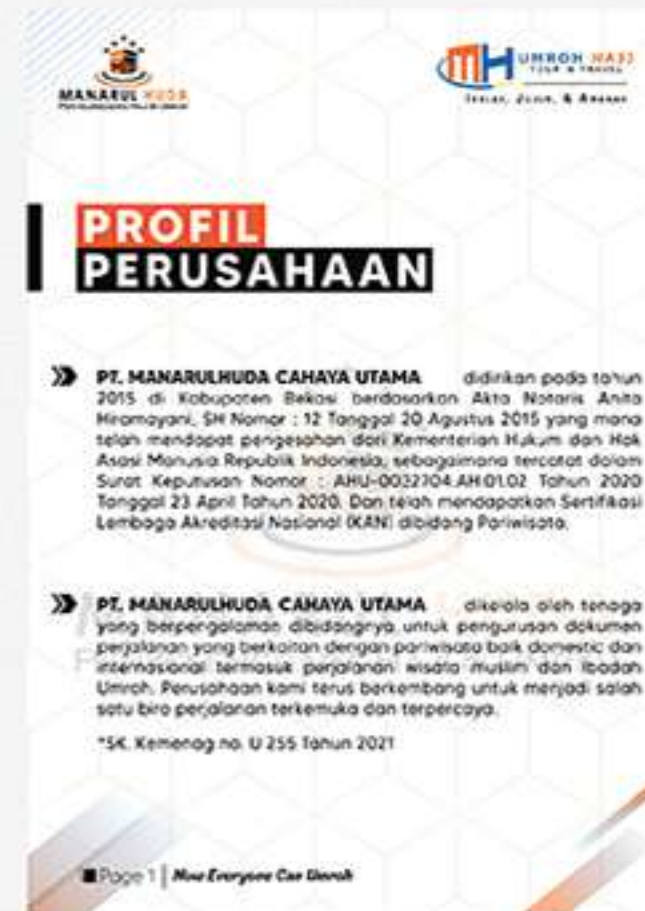 MANARUL HUDA
UMROH HAJI
TOUR & TRAVEL
PROFIL
PERUSAHAAN
PT. MANARULHUDA CAHAYA UTAMA didirikan pada tahun
2015 di Kabupaten Bekasi berdasarkan Akta Notaris Anita
Hiramayani, SH Nomor : 12 Tanggal 20 Agustus 2015 yang mana
telah mendapat pengesahan dari Kementerian Hukum dan Hak
Asasi Manusia Republik Indonesia, sebagaimana tercatat dalam
Surat Keputusan Nomor : AHU-0032704.AH.01.02 Tahun 2020
Tanggal 23 April Tahun 2020. Dan telah mendapatkan Sertifikasi
Lembaga Akreditasi Nasional (KAN) dibidang Pariwisata.
PT. MANARULHUDA CAHAYA UTAMA dikelola oleh tenaga
yang berpengalaman dibidangnya untuk pengurusan dokumen
perjalanan yang berkaitan dengan pariwisata baik domestic dan
internasional termasuk perjalanan wisata muslim dan Ibadah
Umroh. Perusahaan kami terus berkembang untuk menjadi salah
satu biro perjalanan terkemuka dan terpercaya.
*SK. Kemenag no. U 255 Tahun 2021
Page 1 | Now Everyone Can Umroh